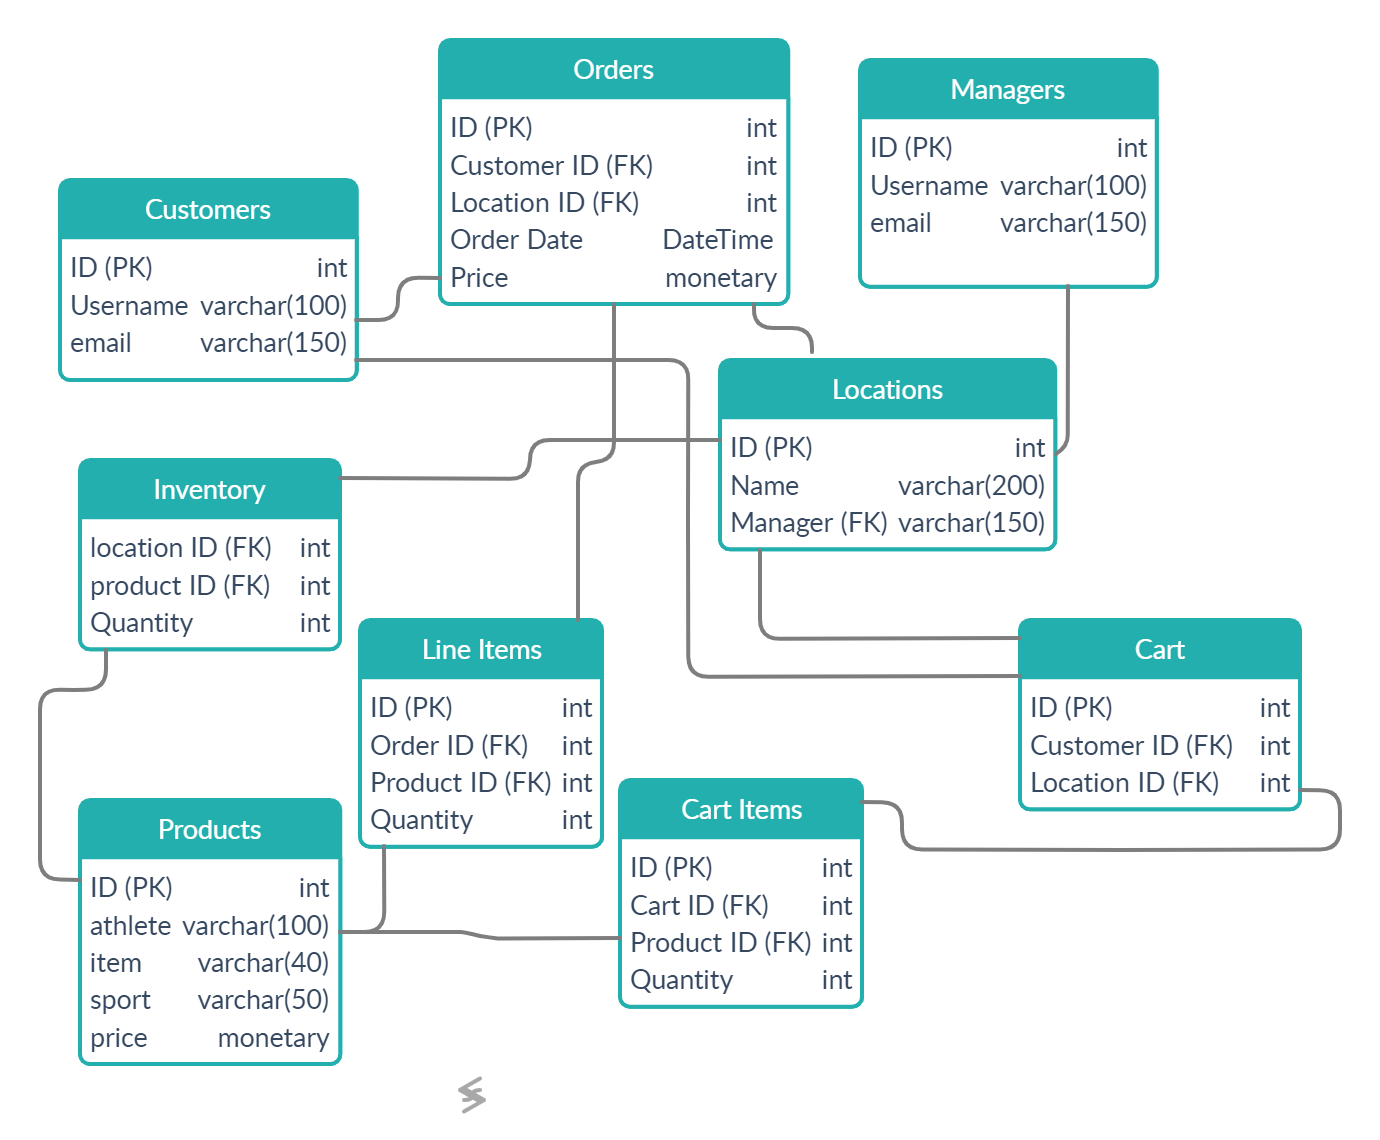 Orders
ID (PK) int
Customer ID (FK) int
Location ID (FK) int
Order Date DateTime
Price monetary
Managers
ID (PK) int
Username varchar(100)
email varchar(150)
Customers
ID (PK) int
Username varchar(100)
email varchar(150)
Locations
ID (PK) int
Name varchar(200)
Manager (FK) varchar(150)
Inventory
location ID (FK) int
product ID (FK) int
Quantity int
Line Items
ID (PK) int
Order ID (FK) int
Product ID (FK) int
Quantity int
Cart
ID (PK) int
Customer ID (FK) int
Location ID (FK) int
Products
ID (PK) int
athlete varchar(100)
item varchar(40)
sport varchar(50)
price monetary
Cart Items
ID (PK) int
Cart ID (FK) int
Product ID (FK) int
Quantity int